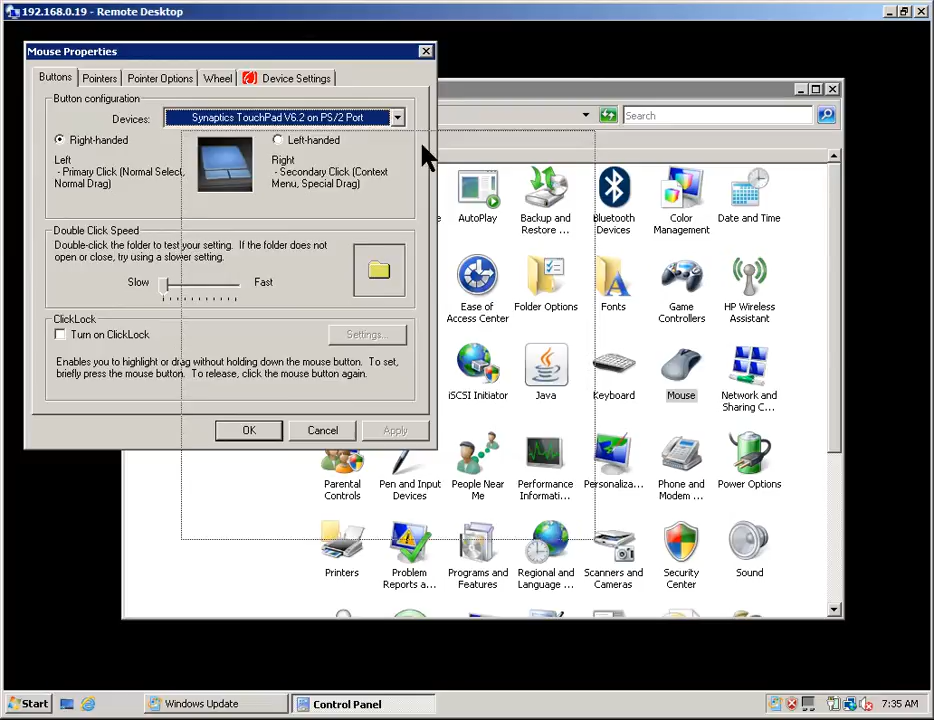 192.168.0.19 - Remote Desktop
Mouse Properties
Buttons
Pointers
Pointer Options
Wheel
Device Settings
Button configuration
Devices:
Synaptics TouchPad V6.2 on PS/2 Port
Right-handed
Left-handed
Left
- Primary Click (Normal Select,
Normal Drag)
Right
- Secondary Click (Context
Menu, Special Drag)
Double Click Speed
Double-click the folder to test your setting. If the folder does not
open or close, try using a slower setting.
Slow
Fast
ClickLock
Turn on ClickLock
Settings...
Enables you to highlight or drag without holding down the mouse button. To set,
briefly press the mouse button. To release, click the mouse button again.
OK
Cancel
Apply
Search
AutoPlay
Backup and
Restore ...
Bluetooth
Devices
Color
Management
Date and Time
Ease of
Access Center
Folder Options
Fonts
Game
Controllers
HP Wireless
Assistant
iSCSI Initiator
Java
Keyboard
Mouse
Network and
Sharing C...
Parental
Controls
Pen and Input
Devices
People Near
Me
Performance
Informati...
Personaliza...
Phone and
Modem ...
Power Options
Printers
Problem
Reports a...
Programs and
Features
Regional and
Language ...
Scanners and
Cameras
Security
Center
Sound
Start
Windows Update
Control Panel
7:35 AM